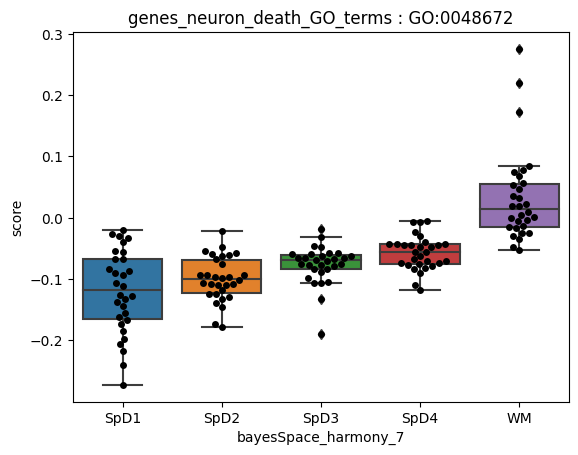 genes_neuron_death_GO_terms : GO:0048672
score
0.3
0.2
0.1
0.0
−0.1
−0.2
SpD1 SpD2 SpD3 SpD4 WM
bayesSpace_harmony_7